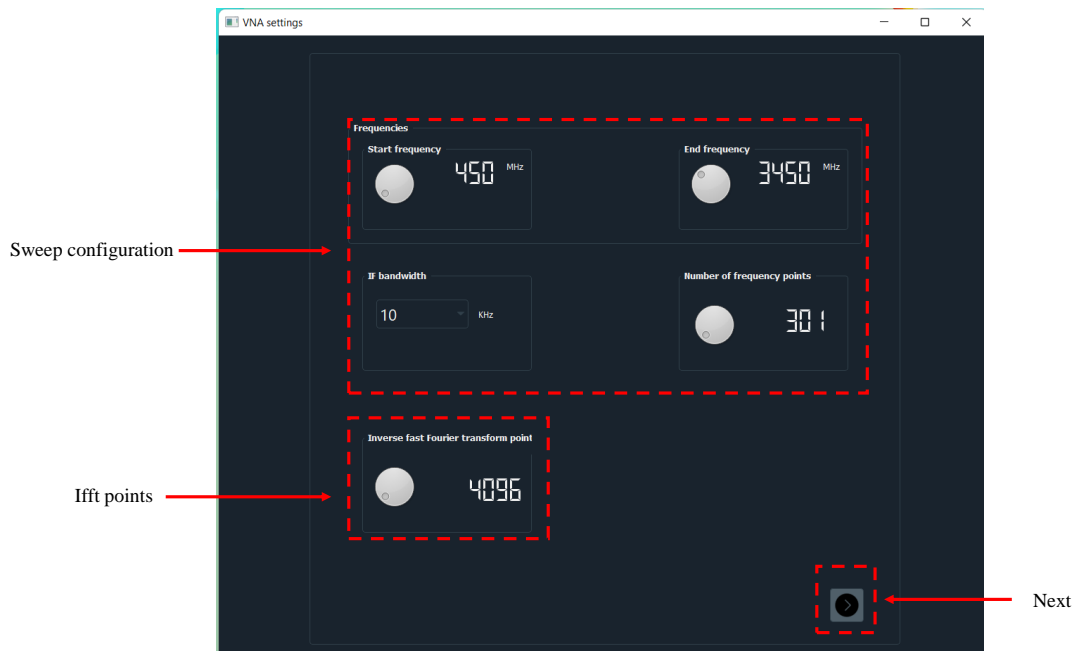 VNA settings
Frequencies
Start frequency
450 MHz
End frequency
3450 MHz
Sweep configuration
IF bandwidth
10 KHz
Number of frequency points
301
Inverse fast Fourier transform point
4096
Ifft points
Next